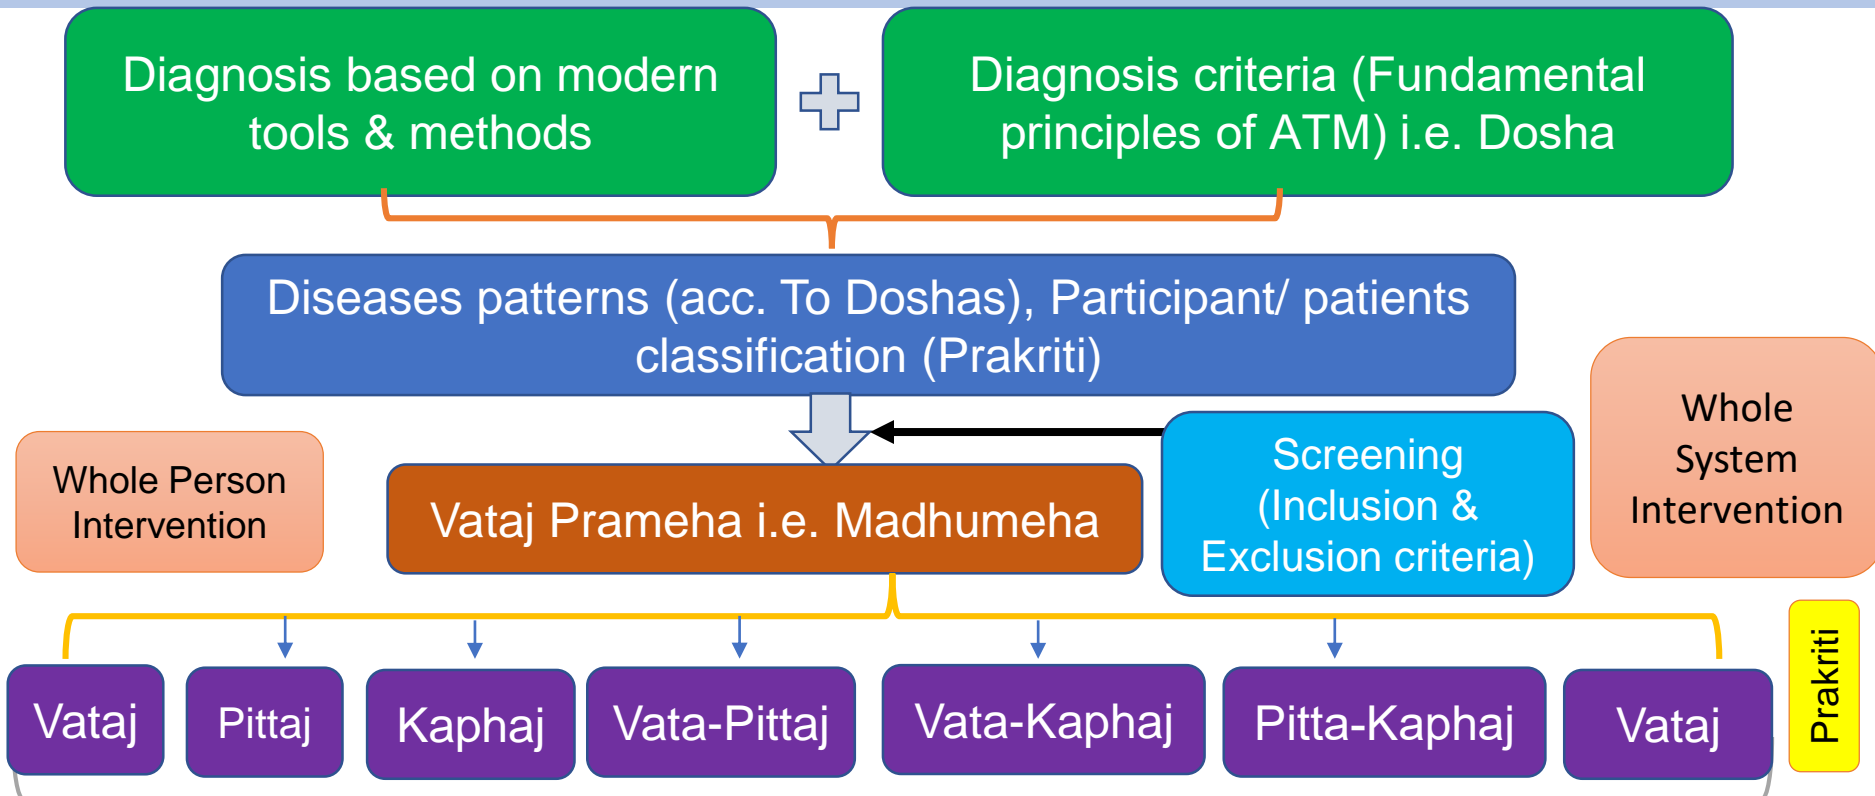 Diagnosis based on modern
tools & methods
Diagnosis criteria (Fundamental
principles of ATM) i.e. Dosha
Diseases patterns (acc. To Doshas), Participant/ patients
classification (Prakriti)
Whole Person
Intervention
Vataj Prameha i.e. Madhumeha
Screening
(Inclusion &
Exclusion criteria)
Whole
System
Intervention
Vataj
Pittaj
Kaphaj
Vata-Pittaj
Vata-Kaphaj
Pitta-Kaphaj
Vataj
Prakriti